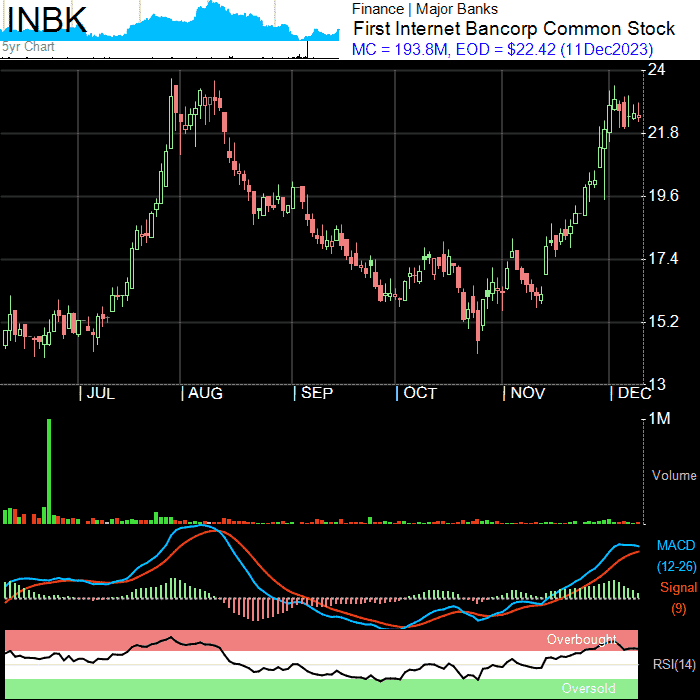 INBK
5yr Chart
Finance | Major Banks
First Internet Bancorp Common Stock
MC = 193.8M, EOD = $22.42 (11Dec2023)
24
21.8
19.6
17.4
15.2
13
| JUL | AUG | SEP | OCT | NOV | DEC
1M
Volume
MACD
(12-26)
Signal
(9)
Overbought
RSI(14)
Oversold